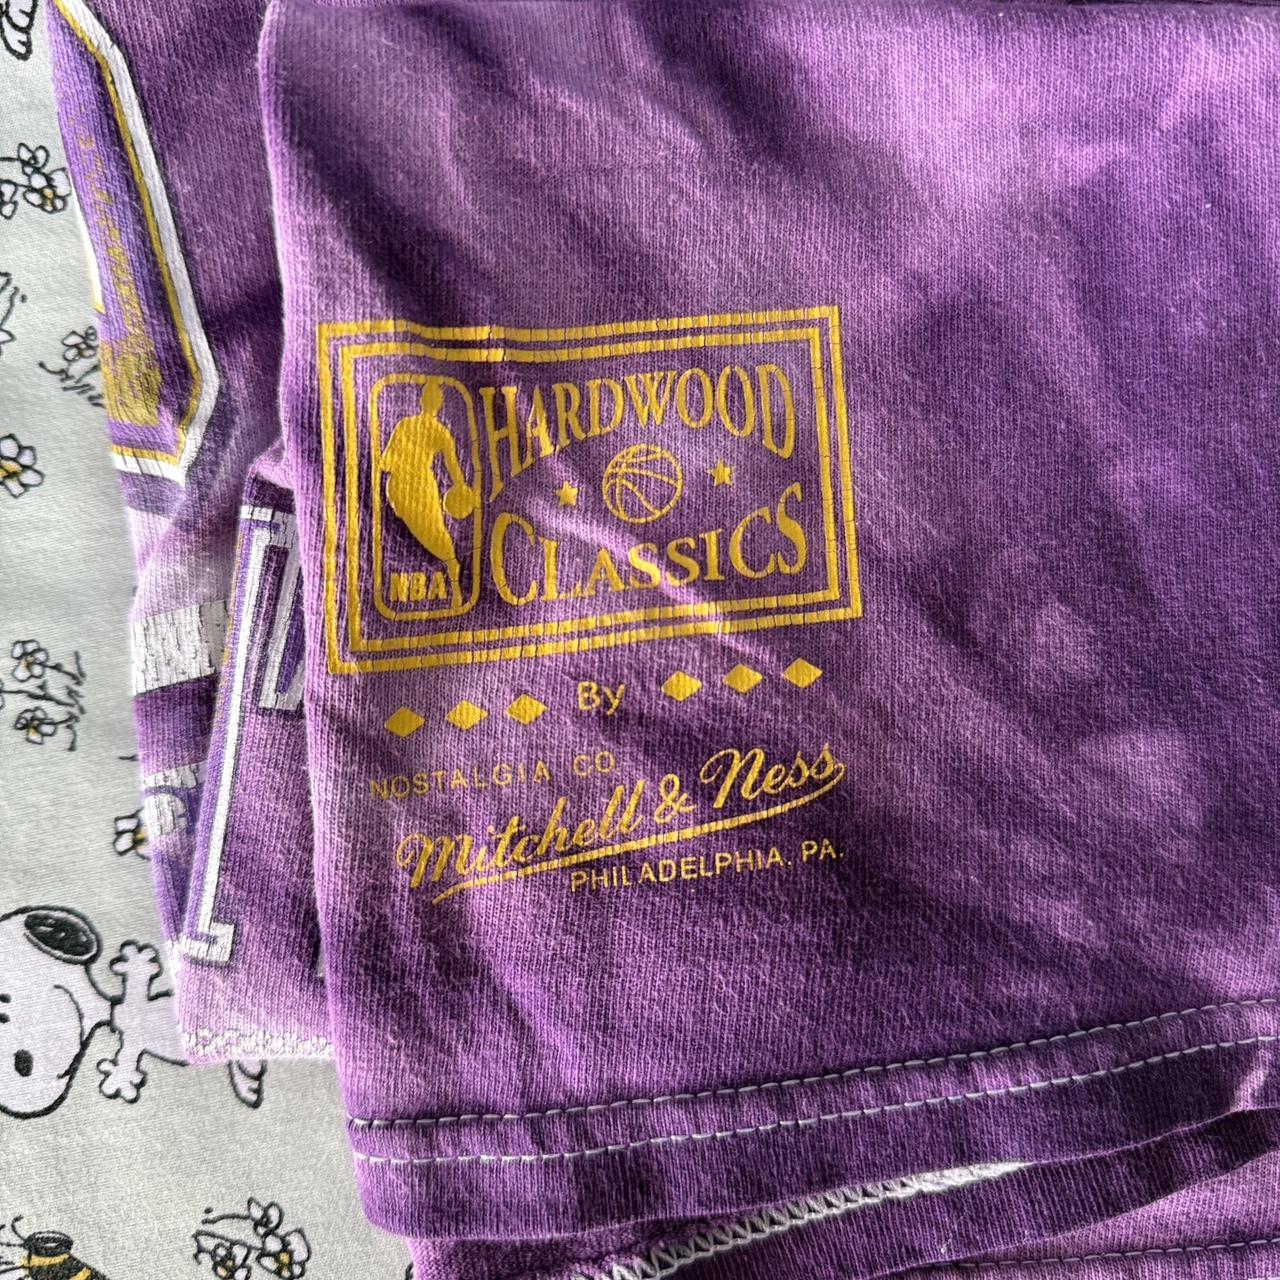 HARDWOOD
CLASSICS
NBA
By
NOSTALGIA CO.
Mitchell & Ness
PHILADELPHIA, PA.